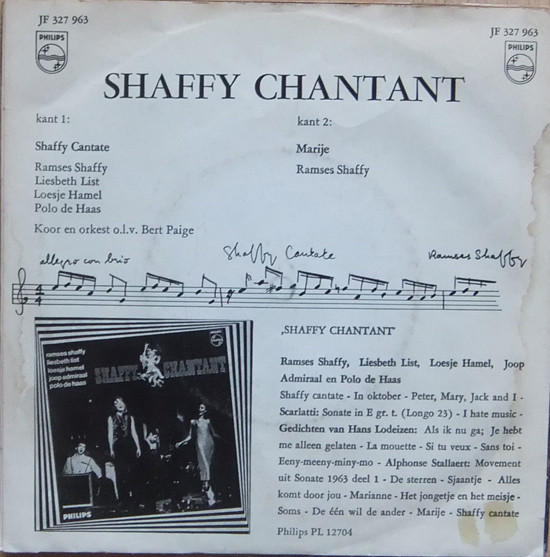 JF 327 963
JF 327 963
PHILIPS
PHILIPS
SHAFFY CHANTANT
kant 1:
Shaffy Cantate
Ramses Shaffy
Liesbeth List
Loesje Hamel
Polo de Haas
Koor en orkest o.l.v. Bert Paige
kant 2:
Marije
Ramses Shaffy
allegro con brio
Shaffy Cantate
Ramses Shaffy
4
4
ramses shaffy
liesbeth list
loesje hamel
joop admiraal
polo de haas
SHAFFY CHANTANT
PHILIPS
‚SHAFFY CHANTANT’
Ramses Shaffy, Liesbeth List, Loesje Hamel, Joop
Admiraal en Polo de Haas
Shaffy cantate - In oktober - Peter, Mary, Jack and I -
Scarlatti: Sonate in E gr. t. (Longo 23) - I hate music -
Gedichten van Hans Lodeizen: Als ik nu ga; Je hebt
me alleen gelaten - La mouette - Si tu veux - Sans toi -
Eeny-meeny-miny-mo - Alphonse Stallaert: Movement
uit Sonate 1963 deel 1 - De sterren - Sjaantje - Alles
komt door jou - Marianne - Het jongetje en het meisje -
Soms - De één wil de ander - Marije - Shaffy cantate
Philips PL 12704